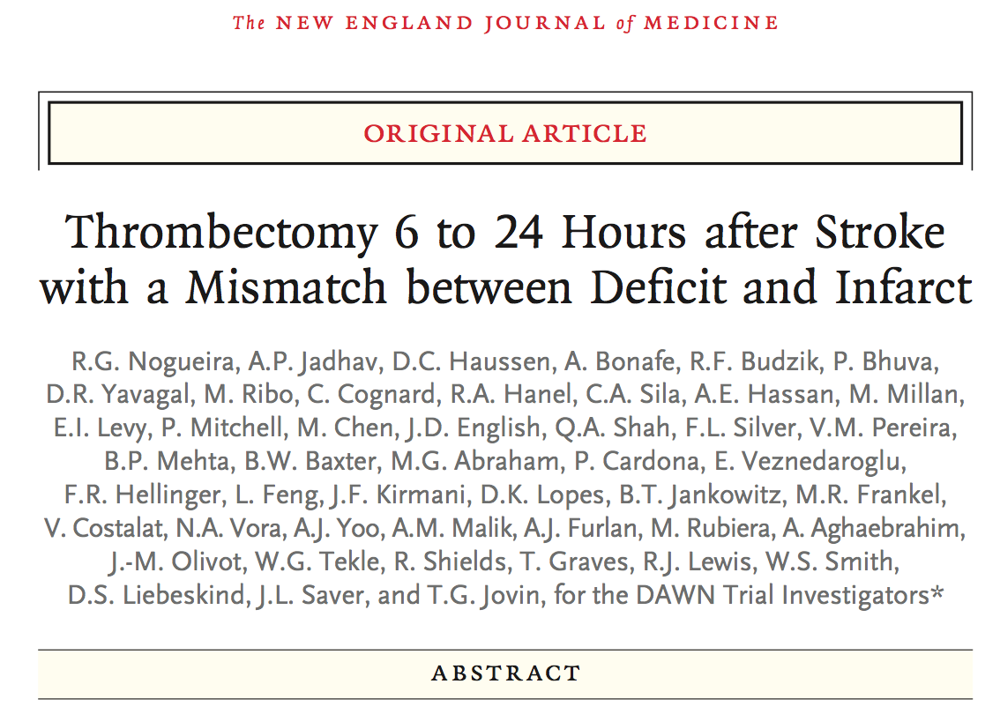 The NEW ENGLAND JOURNAL of MEDICINE
ORIGINAL ARTICLE
Thrombectomy 6 to 24 Hours after Stroke
with a Mismatch between Deficit and Infarct
R.G. Nogueira, A.P. Jadhav, D.C. Haussen, A. Bonafe, R.F. Budzik, P. Bhuva,
D.R. Yavagal, M. Ribo, C. Cognard, R.A. Hanel, C.A. Sila, A.E. Hassan, M. Millan,
E.I. Levy, P. Mitchell, M. Chen, J.D. English, Q.A. Shah, F.L. Silver, V.M. Pereira,
B.P. Mehta, B.W. Baxter, M.G. Abraham, P. Cardona, E. Veznedaroglu,
F.R. Hellinger, L. Feng, J.F. Kirmani, D.K. Lopes, B.T. Jankowitz, M.R. Frankel,
V. Costalat, N.A. Vora, A.J. Yoo, A.M. Malik, A.J. Furlan, M. Rubiera, A. Aghaebrahim,
J.-M. Olivot, W.G. Tekle, R. Shields, T. Graves, R.J. Lewis, W.S. Smith,
D.S. Liebeskind, J.L. Saver, and T.G. Jovin, for the DAWN Trial Investigators*
ABSTRACT